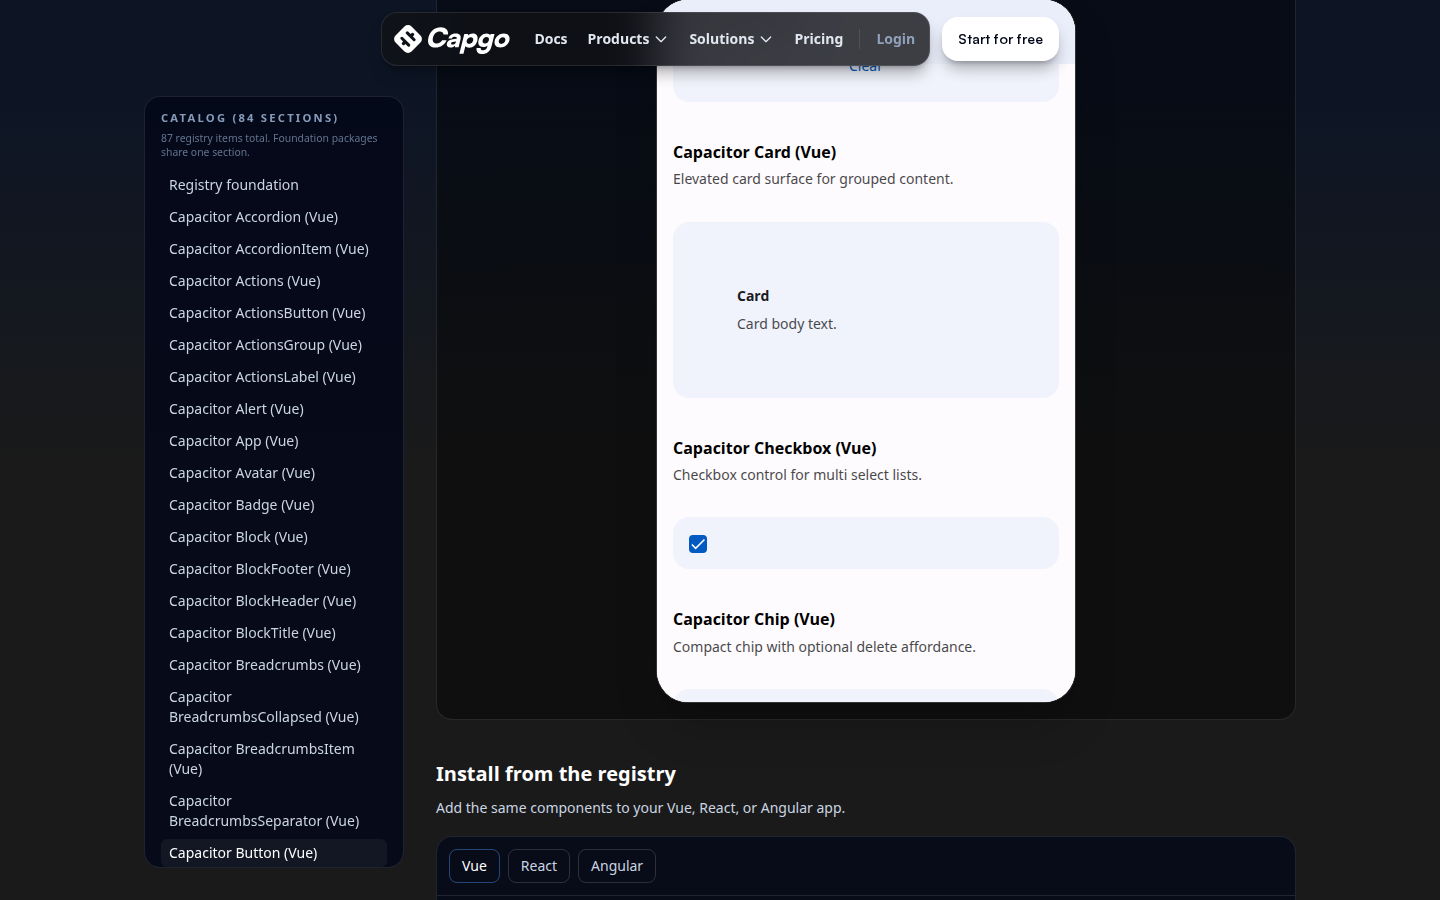 Capgo
Docs
Products
Solutions
Pricing
Login
Start for free
CATALOG (84 SECTIONS)
87 registry items total. Foundation packages
share one section.
Registry foundation
Capacitor Accordion (Vue)
Capacitor AccordionItem (Vue)
Capacitor Actions (Vue)
Capacitor ActionsButton (Vue)
Capacitor ActionsGroup (Vue)
Capacitor ActionsLabel (Vue)
Capacitor Alert (Vue)
Capacitor App (Vue)
Capacitor Avatar (Vue)
Capacitor Badge (Vue)
Capacitor Block (Vue)
Capacitor BlockFooter (Vue)
Capacitor BlockHeader (Vue)
Capacitor BlockTitle (Vue)
Capacitor Breadcrumbs (Vue)
Capacitor
BreadcrumbsCollapsed (Vue)
Capacitor BreadcrumbsItem
(Vue)
Capacitor
BreadcrumbsSeparator (Vue)
Capacitor Button (Vue)
Clear
Capacitor Card (Vue)
Elevated card surface for grouped content.
Card
Card body text.
Capacitor Checkbox (Vue)
Checkbox control for multi select lists.
Capacitor Chip (Vue)
Compact chip with optional delete affordance.
Install from the registry
Add the same components to your Vue, React, or Angular app.
Vue
React
Angular